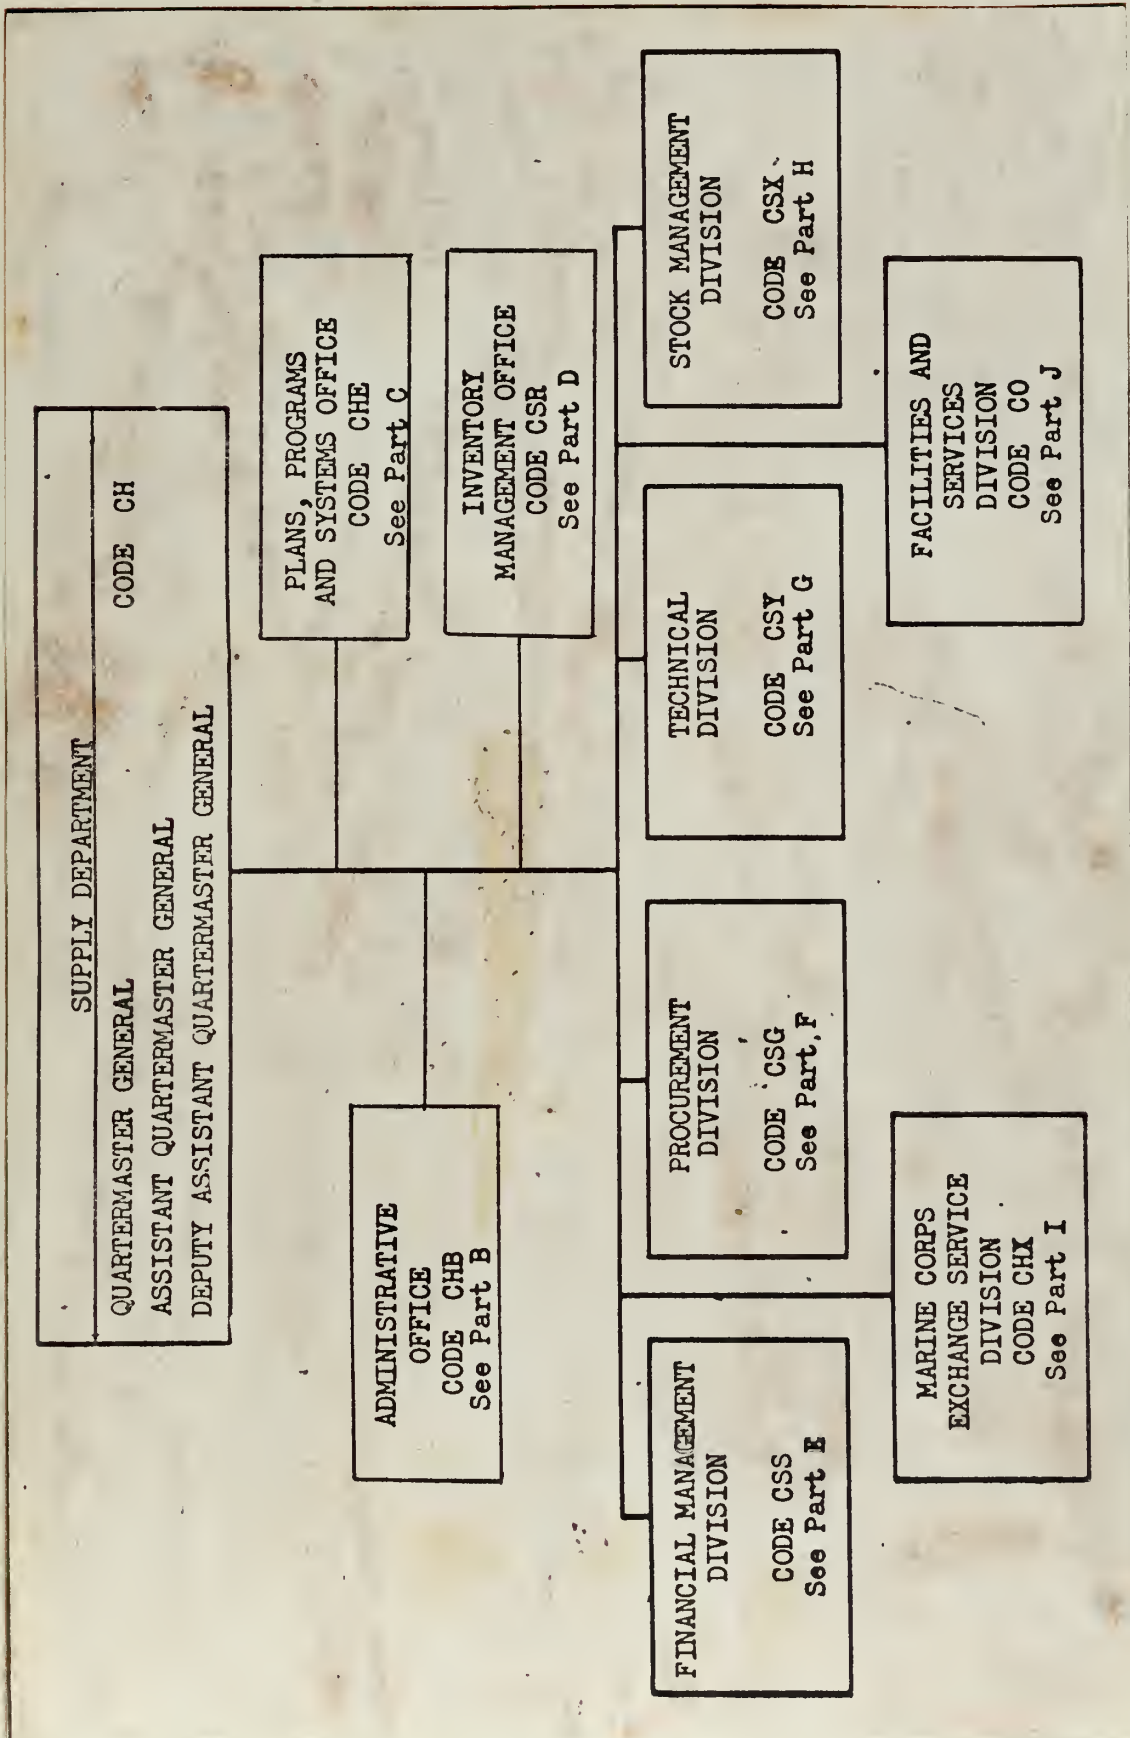 SUPPLY DEPARTMENT
QUARTERMASTER GENERAL CODE CH
ASSISTANT QUARTERMASTER GENERAL
DEPUTY ASSISTANT QUARTERMASTER GENERAL
PLANS, PROGRAMS
AND SYSTEMS OFFICE
CODE CHE
See Part C
ADMINISTRATIVE
OFFICE
CODE CHB
See Part B
INVENTORY
MANAGEMENT OFFICE
CODE CSR
See Part D
FINANCIAL MANAGEMENT
DIVISION
CODE CSS
See Part E
PROCUREMENT
DIVISION
CODE CSG
See Part F
TECHNICAL
DIVISION
CODE CSY
See Part G
STOCK MANAGEMENT
DIVISION
CODE CSX
See Part H
MARINE CORPS
EXCHANGE SERVICE
DIVISION
CODE CHX
See Part I
FACILITIES AND
SERVICES
DIVISION
CODE CO
See Part J